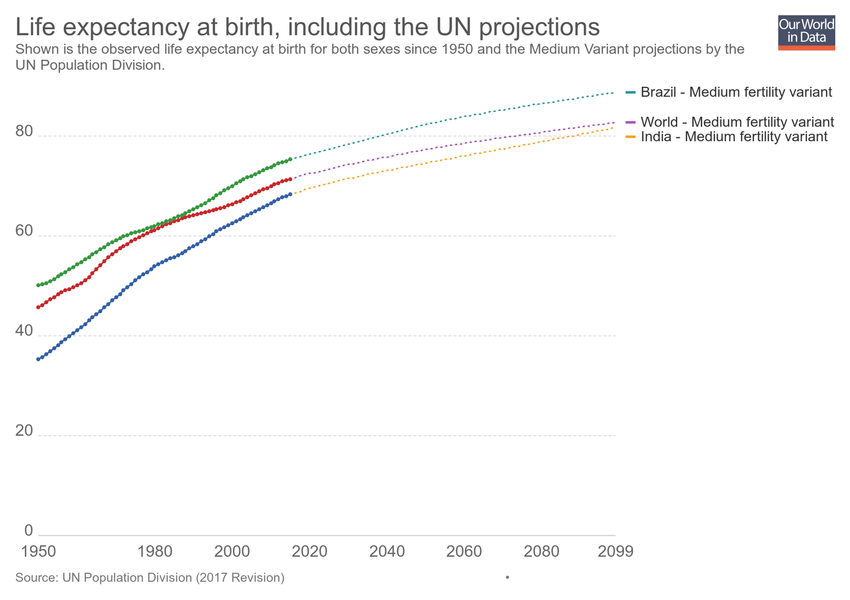 Life expectancy at birth, including the UN projections
Shown is the observed life expectancy at birth for both sexes since 1950 and the Medium Variant projections by the
UN Population Division.
Our World
in Data
Brazil - Medium fertility variant
World - Medium fertility variant
India - Medium fertility variant
80
60
40
20
0
1950 1980 2000 2020 2040 2060 2080 2099
Source: UN Population Division (2017 Revision)